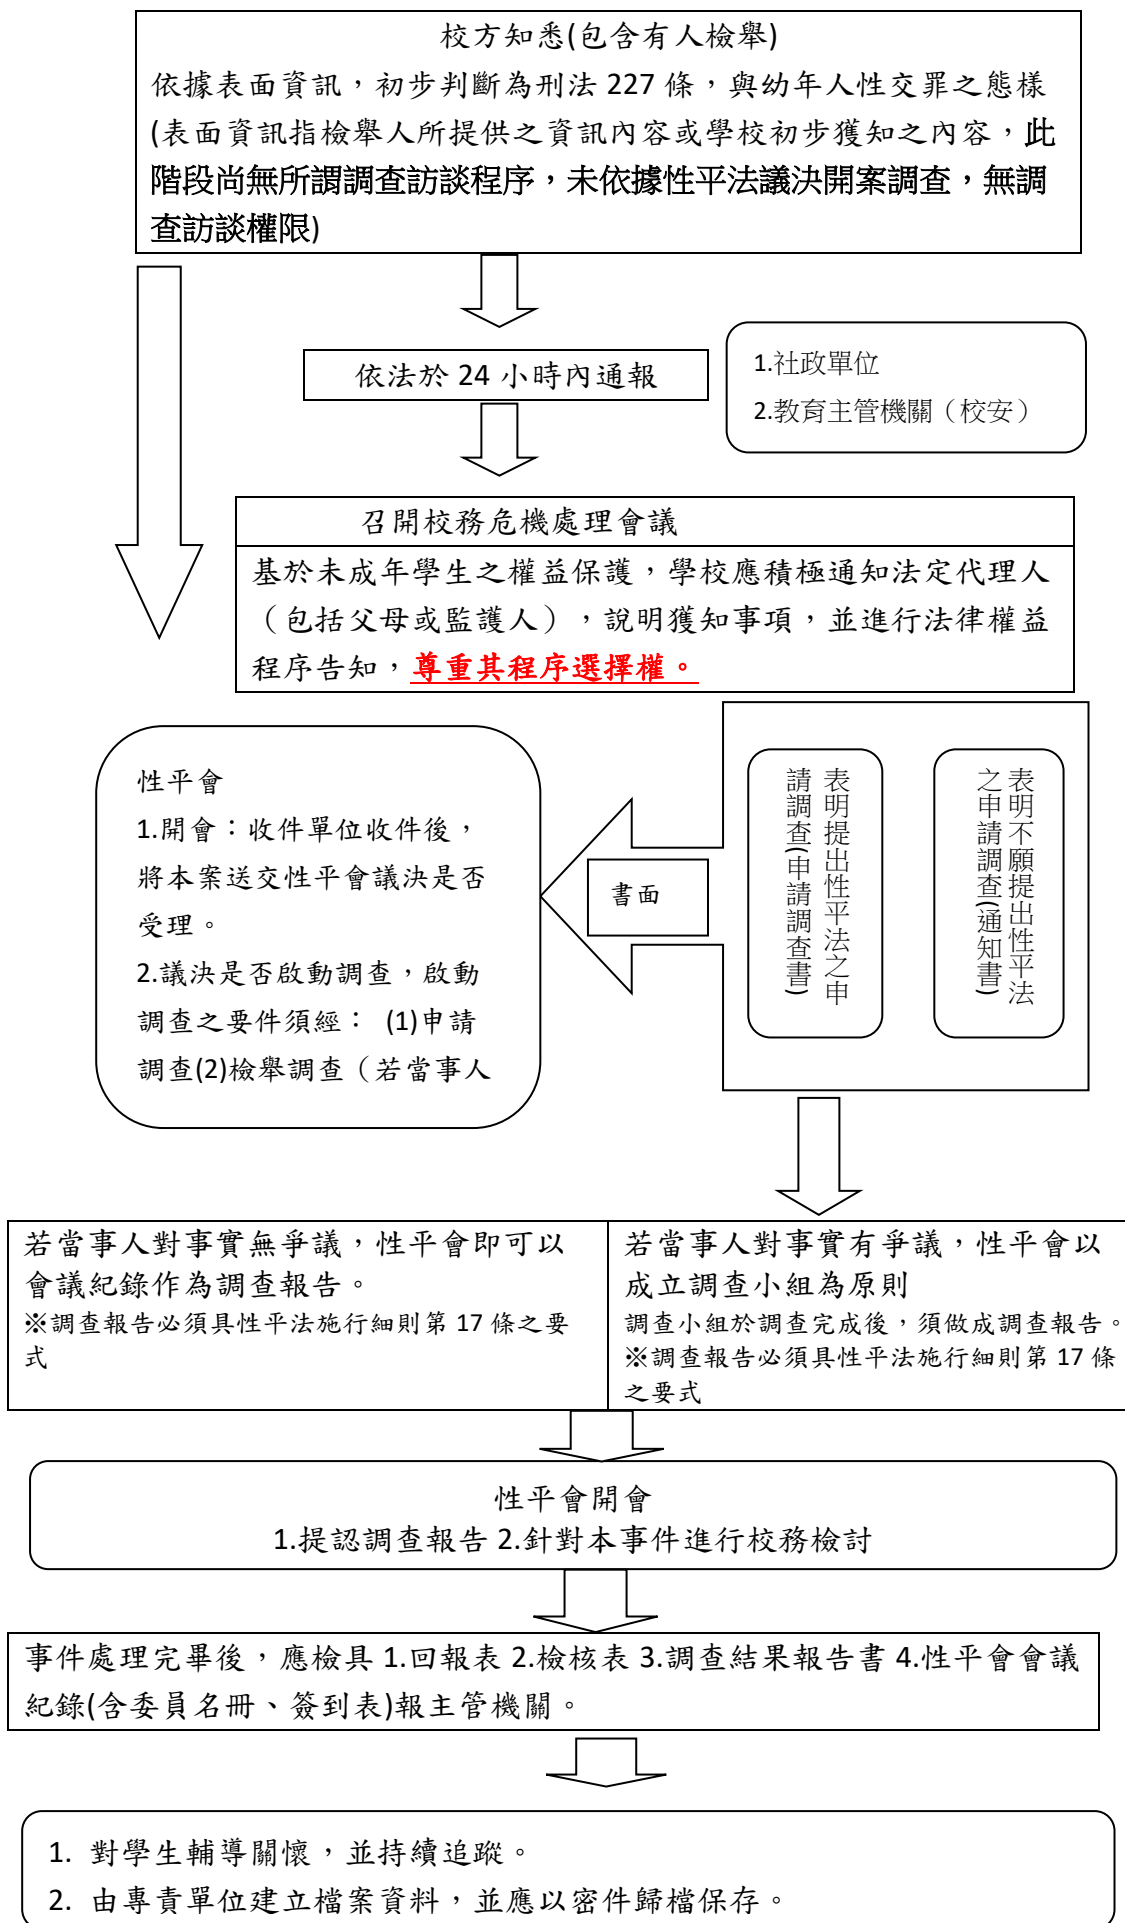 校方知悉(包含有人檢舉)
依據表面資訊，初步判斷為刑法 227 條，與幼年人性交罪之態樣
(表面資訊指檢舉人所提供之資訊內容或學校初步獲知之內容，此
階段尚無所謂調查訪談程序，未依據性平法議決開案調查，無調
查訪談權限)
依法於 24 小時內通報
1.社政單位
2.教育主管機關（校安）
召開校務危機處理會議
基於未成年學生之權益保護，學校應積極通知法定代理人
（包括父母或監護人），說明獲知事項，並進行法律權益
程序告知，尊重其程序選擇權。
性平會
1.開會：收件單位收件後，
將本案送交性平會議決是否
受理。
2.議決是否啟動調查，啟動
調查之要件須經： (1)申請
調查(2)檢舉調查（若當事人
書面
表明提出性平法之申
請調查(申請調查書)
表明不願提出性平法
之申請調查(通知書)
若當事人對事實無爭議，性平會即可以
會議紀錄作為調查報告。
※調查報告必須具性平法施行細則第 17 條之要
式
若當事人對事實有爭議，性平會以
成立調查小組為原則
調查小組於調查完成後，須做成調查報告。
※調查報告必須具性平法施行細則第 17 條
之要式
性平會開會
1.提認調查報告 2.針對本事件進行校務檢討
事件處理完畢後，應檢具 1.回報表 2.檢核表 3.調查結果報告書 4.性平會會議
紀錄(含委員名冊、簽到表)報主管機關。
1. 對學生輔導關懷，並持續追蹤。
2. 由專責單位建立檔案資料，並應以密件歸檔保存。